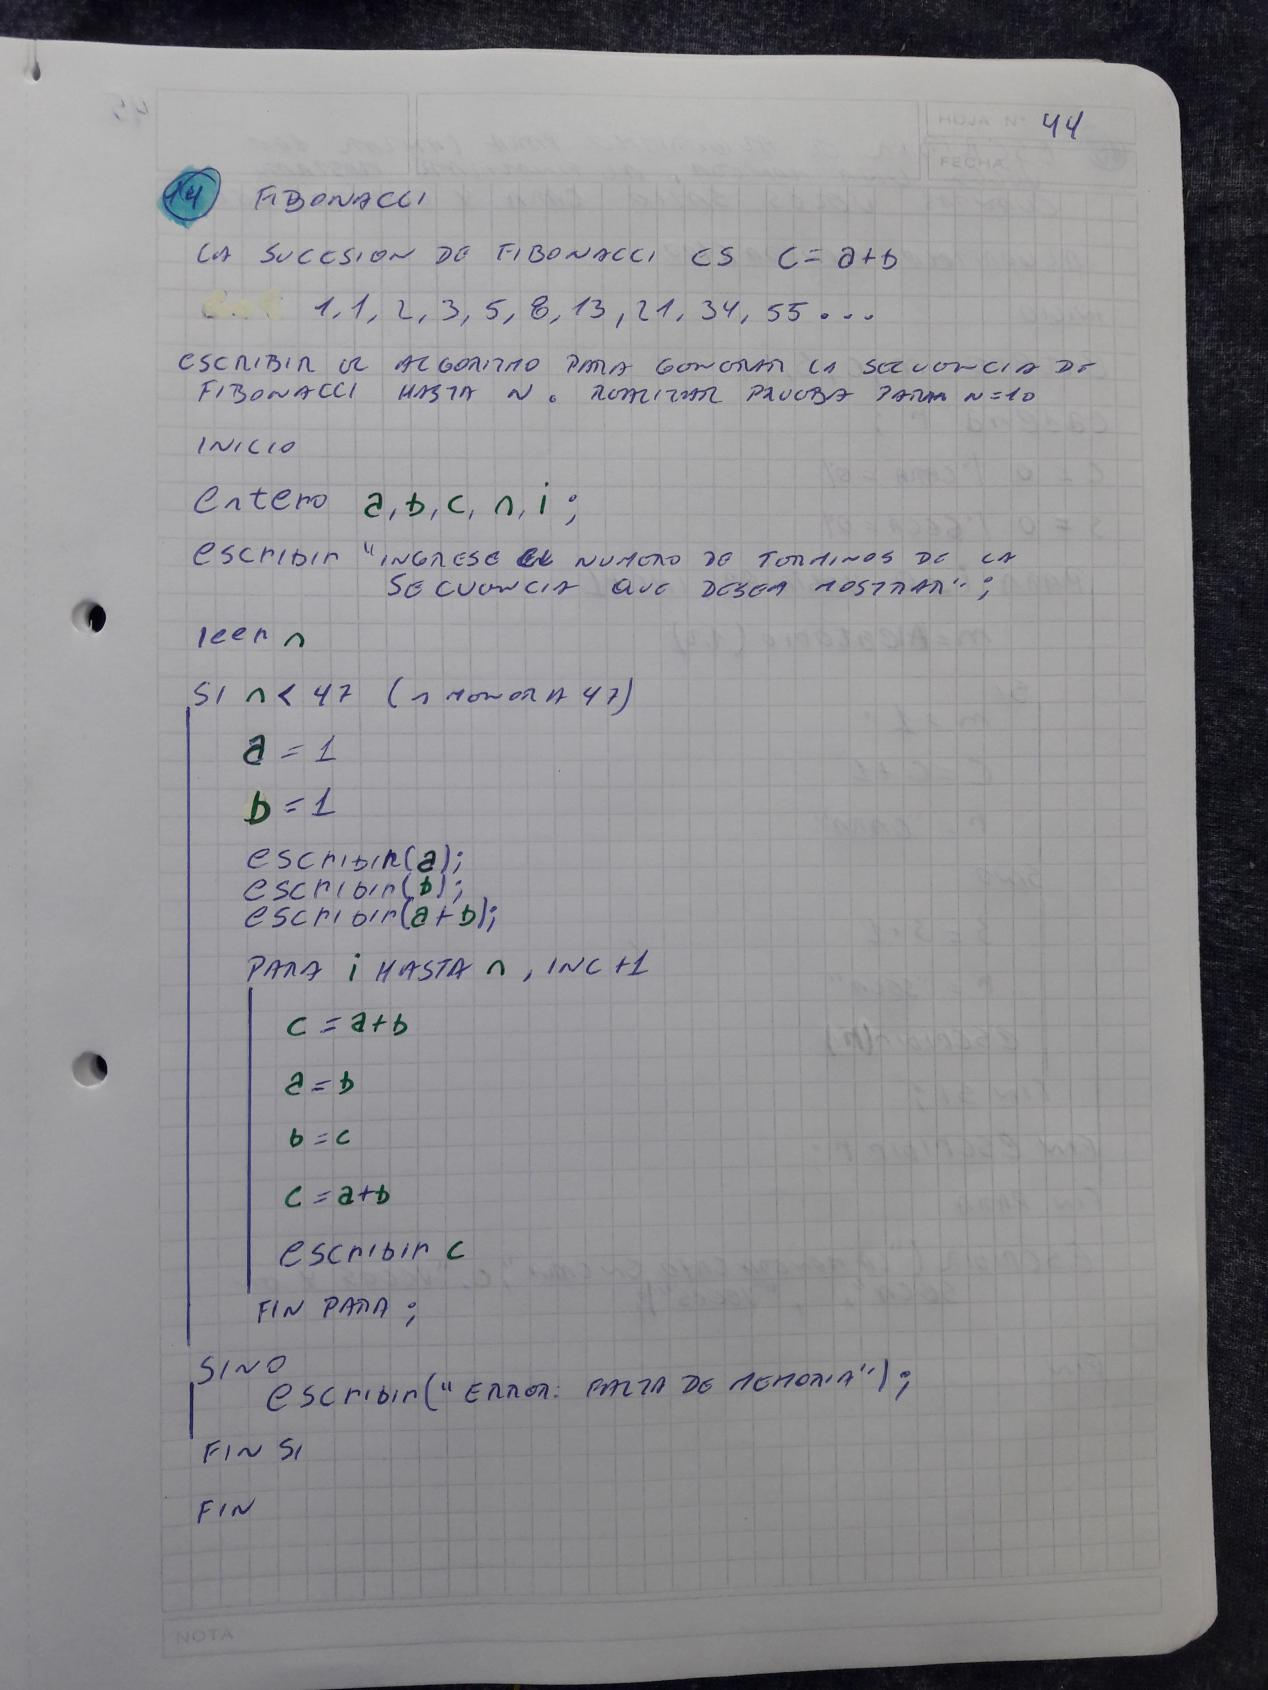 44
HOJA Nº
FECHA
14 FIBONACCI
LA SUCESION DE FIBONACCI ES C = a+b
1, 1, 2, 3, 5, 8, 13, 21, 34, 55...
ESCRIBIR EL ALGORITMO PARA GENERAR LA SECUENCIA DE
FIBONACCI HASTA N. REALIZAR PRUEBA PARA N=10
INICIO
entero a, b, c, n, i;
escribir "INGRESE EL NUMERO DE TERMINOS DE LA
SECUENCIA QUE DESEA MOSTRAR";
leer n
SI n < 47 (n MENOR A 47)
a = 1
b = 1
escribir(a);
escribir(b);
escribir(a+b);
PARA i HASTA n, INC +1
c = a+b
a = b
b = c
c = a+b
escribir c
FIN PARA;
SINO
escribir("ERROR: FALTA DE MEMORIA");
FIN SI
FIN
NOTA